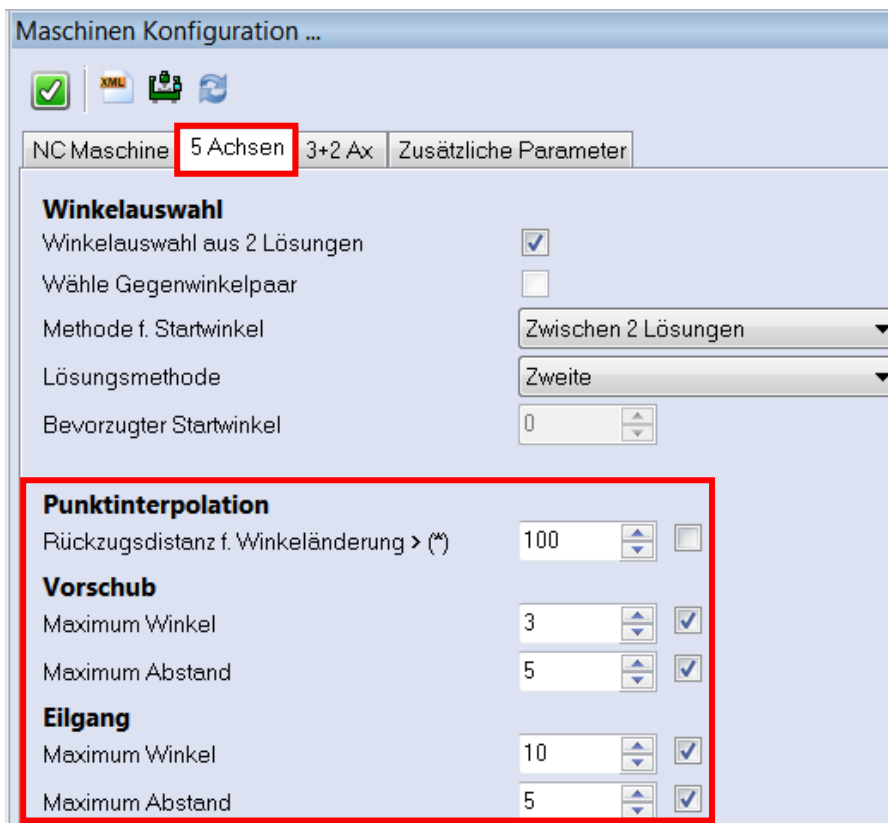 Maschinen Konfiguration ...
XML
NC Maschine 5 Achsen 3+2 Ax Zusätzliche Parameter
Winkelauswahl
Winkelauswahl aus 2 Lösungen
Wähle Gegenwinkelpaar
Methode f. Startwinkel Zwischen 2 Lösungen
Lösungsmethode Zweite
Bevorzugter Startwinkel 0
Punktinterpolation
Rückzugsdistanz f. Winkeländerung > (*) 100
Vorschub
Maximum Winkel 3
Maximum Abstand 5
Eilgang
Maximum Winkel 10
Maximum Abstand 5